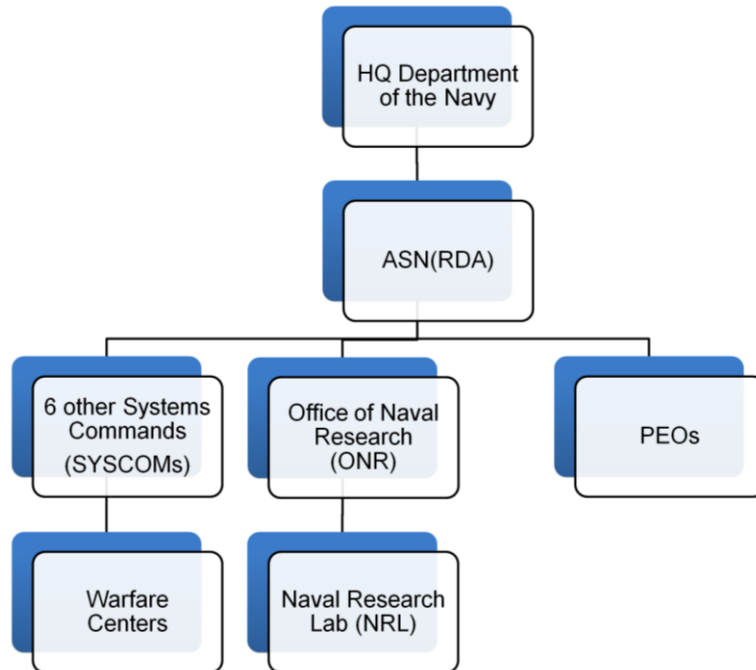 HQ Department
of the Navy
ASN(RDA)
6 other Systems
Commands
(SYSCOMs)
Office of Naval
Research
(ONR)
PEOs
Warfare
Centers
Naval Research
Lab (NRL)